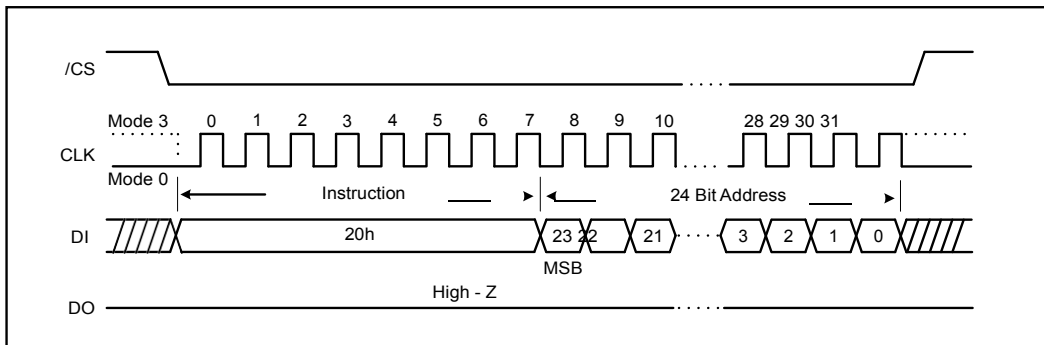 /CS
Mode 3 0 1 2 3 4 5 6 7 8 9 10 28 29 30 31
CLK
Mode 0
Instruction 24 Bit Address
DI 20h 23 22 21 3 2 1 0
MSB
High - Z
DO